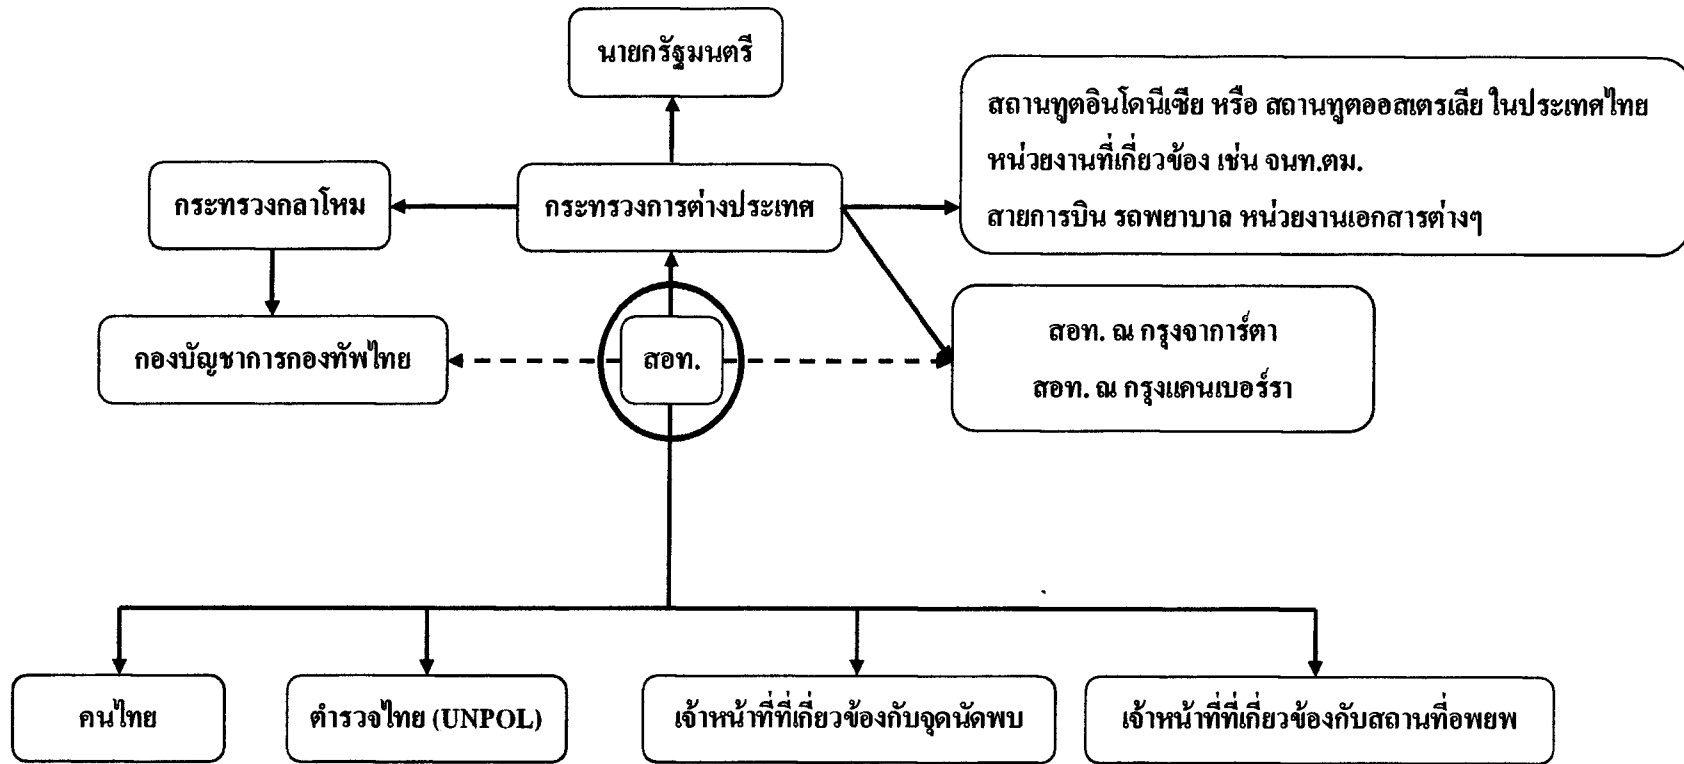 นายกรัฐมนตรี
สถานทูตอินโดนีเซีย หรือ สถานทูตออสเตรเลีย ในประเทศไทย
หน่วยงานที่เกี่ยวข้อง เช่น จนท.ตม.
สายการบิน รถพยาบาล หน่วยงานเอกสารต่างๆ
กระทรวงกลาโหม
กระทรวงการต่างประเทศ
กองบัญชาการกองทัพไทย
สอท.
สอท. ณ กรุงจาการ์ตา
สอท. ณ กรุงแคนเบอร์รา
คนไทย
ตำรวจไทย (UNPOL)
เจ้าหน้าที่ที่เกี่ยวข้องกับจุดนัดพบ
เจ้าหน้าที่ที่เกี่ยวข้องกับสถานที่อพยพ